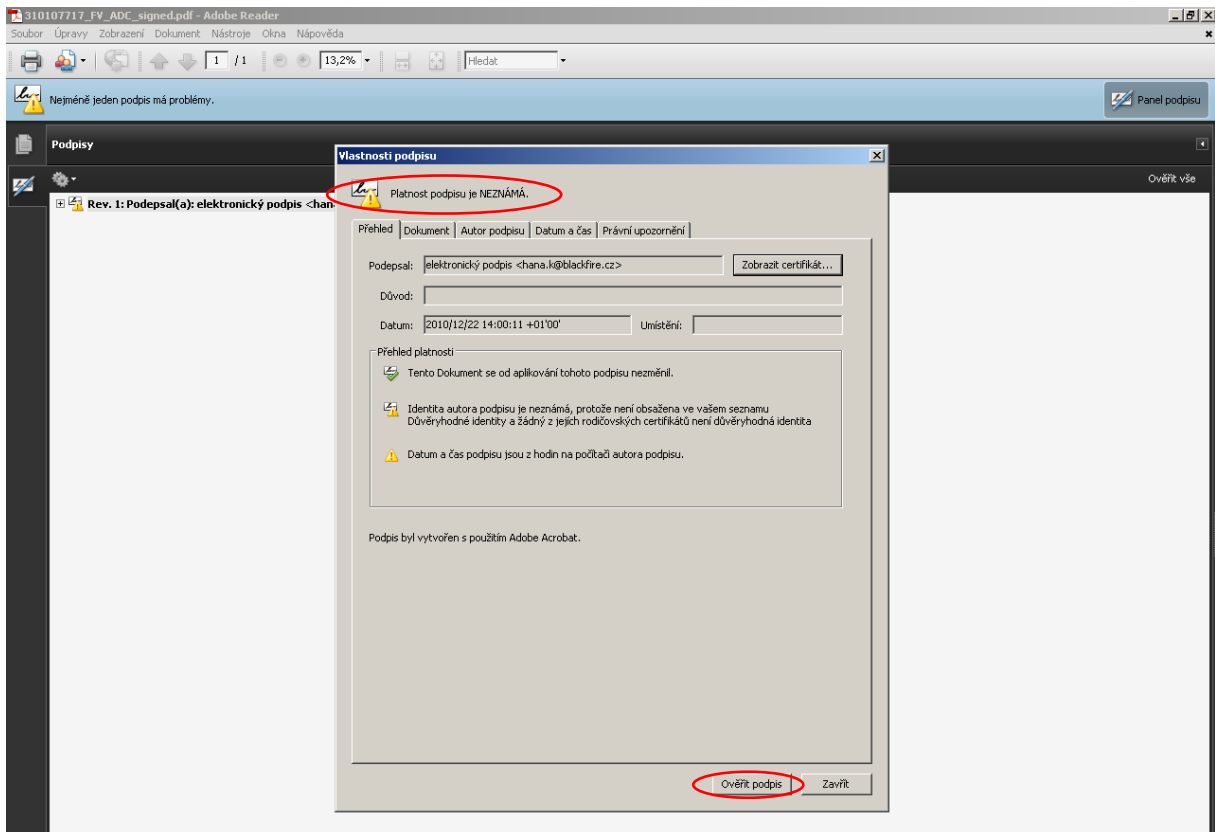 310107717_FV_ADC_signed.pdf - Adobe Reader
Soubor Úpravy Zobrazení Dokument Nástroje Okna Nápověda
1 /1 13,2% Hledat
Nejméně jeden podpis má problémy.
Panel podpisu
Podpisy
Ověřit vše
Rev. 1: Podepsal(a): elektronický podpis <han
Vlastnosti podpisu
Platnost podpisu je NEZNÁMÁ.
Přehled Dokument Autor podpisu Datum a čas Právní upozornění
Podepsal: elektronický podpis <hana.k@blackfire.cz> Zobrazit certifikát...
Důvod:
Datum: 2010/12/22 14:00:11 +01'00' Umístění:
Přehled platnosti
Tento Dokument se od aplikování tohoto podpisu nezměnil.
Identita autora podpisu je neznámá, protože není obsažena ve vašem seznamu
Důvěryhodné identity a žádný z jejích rodičovských certifikátů není důvěryhodná identita
Datum a čas podpisu jsou z hodin na počítači autora podpisu.
Podpis byl vytvořen s použitím Adobe Acrobat.
Ověřit podpis Zavřít